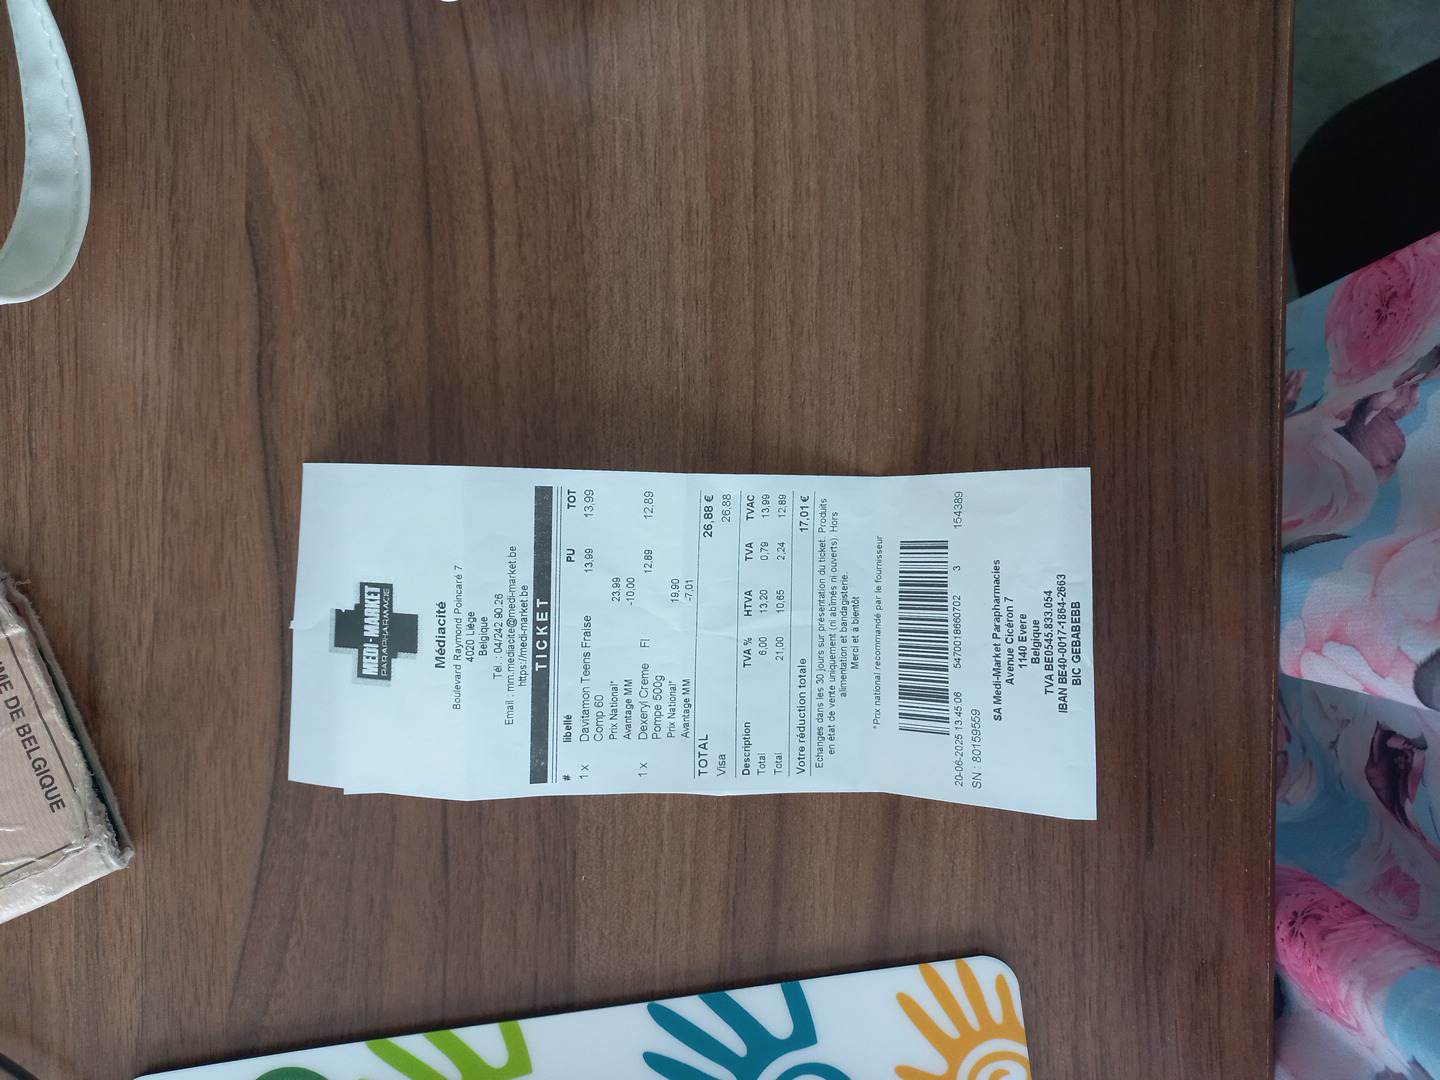 MEDI-MARKET
PARAPHARMACIE
Médiacité
Boulevard Raymond Poincaré 7
4020 Liège
Belgique
Tél. : 04/242.90.26
Email : mm.mediacite@medi-market.be
https://medi-market.be
TICKET
# libellé PU TOT
1 x Davitamon Teens Fraise 13,99 13,99
Comp 60
Prix National* 23,99
Avantage MM -10,00
1 x Dexeryl Creme Fl 12,89 12,89
Pompe 500g
Prix National* 19,90
Avantage MM -7,01
TOTAL 26,88 €
Visa 26,88
Description TVA % HTVA TVA TVAC
Total 6,00 13,20 0,79 13,99
Total 21,00 10,65 2,24 12,89
Votre réduction totale 17,01 €
Echanges dans les 30 jours sur présentation du ticket. Produits
en état de vente uniquement (ni abîmés ni ouverts). Hors
alimentation et bandagisterie.
Merci et à bientôt
*Prix national recommandé par le fournisseur
20-06-2025 13:45:06 5470018660702 3 154389
SN : 80159559
SA Medi-Market Parapharmacies
Avenue Cicéron 7
1140 Evere
Belgique
TVA BE0545.833.054
IBAN BE40-0017-1864-2663
BIC GEBABEBB
ME DE BELGIQUE